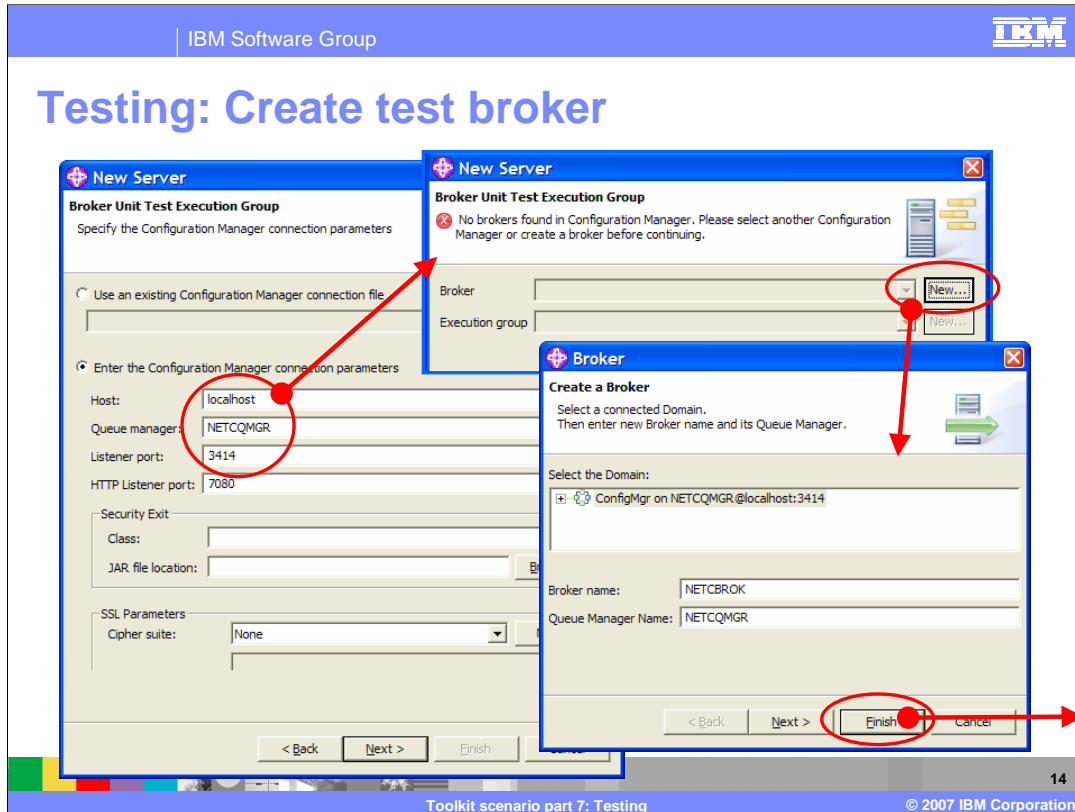 IBM Software Group
IBM
Testing: Create test broker
New Server
Broker Unit Test Execution Group
Specify the Configuration Manager connection parameters
Use an existing Configuration Manager connection file
Enter the Configuration Manager connection parameters
Host: localhost
Queue manager: NETCQMGR
Listener port: 3414
HTTP Listener port: 7080
Security Exit
Class:
JAR file location:
SSL Parameters
Cipher suite: None
< Back Next > Finish
New Server
Broker Unit Test Execution Group
No brokers found in Configuration Manager. Please select another Configuration
Manager or create a broker before continuing.
Broker New...
Execution group New...
Broker
Create a Broker
Select a connected Domain.
Then enter new Broker name and its Queue Manager.
Select the Domain:
ConfigMgr on NETCQMGR@localhost:3414
Broker name: NETCBROK
Queue Manager Name: NETCQMGR
< Back Next > Finish Cancel
14
Toolkit scenario part 7: Testing
© 2007 IBM Corporation